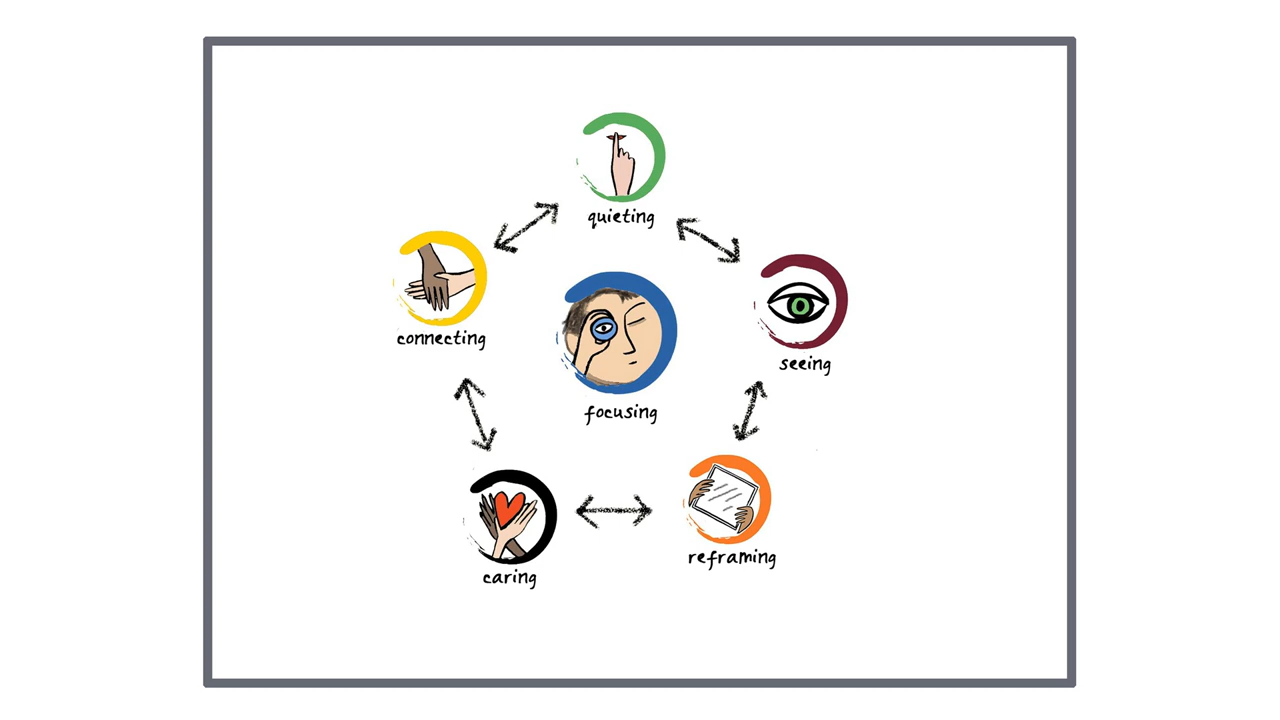 quieting
connecting
seeing
focusing
reframing
caring